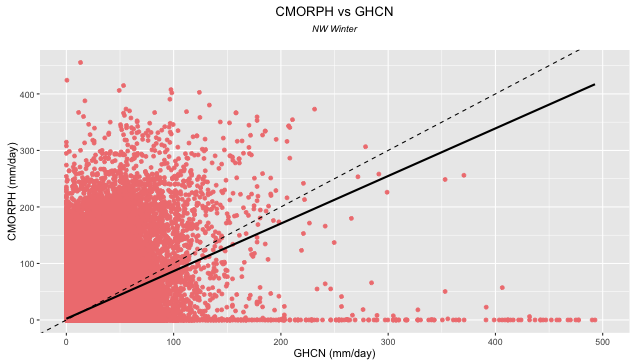 CMORPH vs GHCN
NW Winter
CMORPH (mm/day)
400
300
200
100
0
0 100 200 300 400 500
GHCN (mm/day)